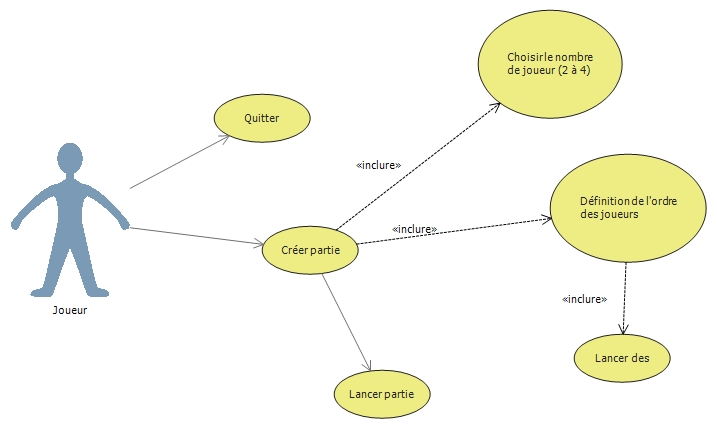 Choisir le nombre
de joueur (2 à 4)
Quitter
«inclure»
Définition de l'ordre
des joueurs
«inclure»
Créer partie
«inclure»
Joueur
Lancer des
Lancer partie